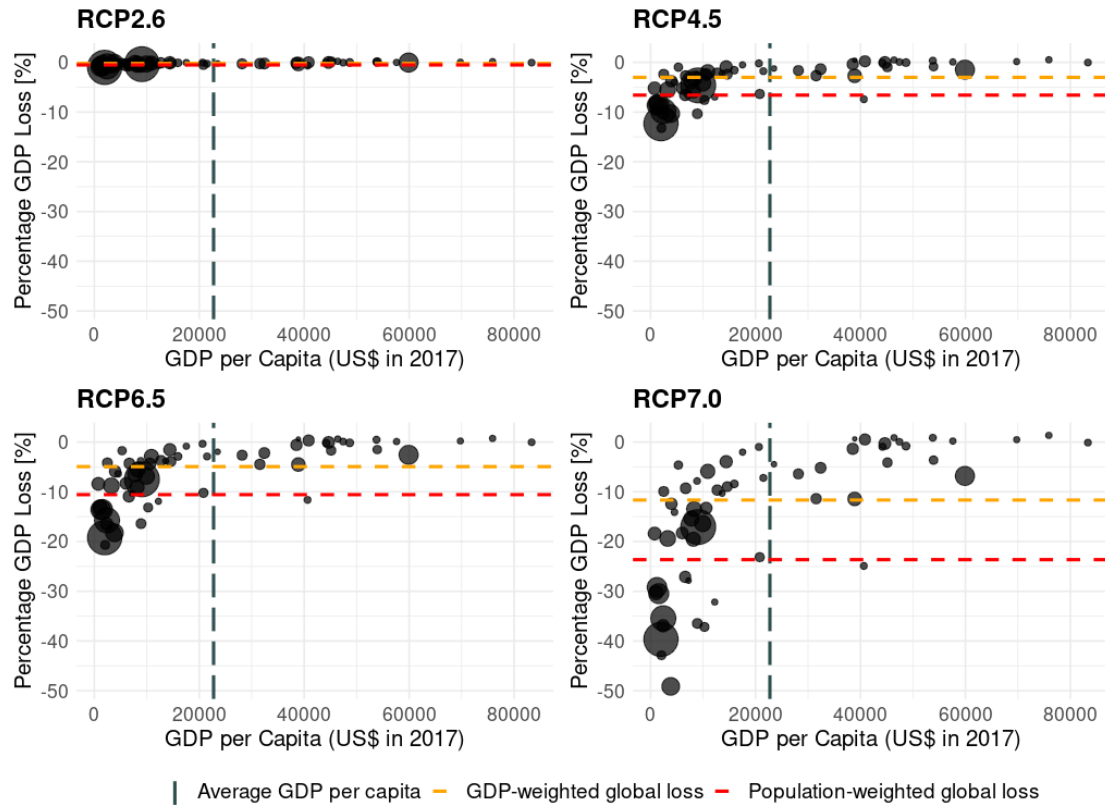 RCP2.6
Percentage GDP Loss [%]
0
-10
-20
-30
-40
-50
0 20000 40000 60000 80000
GDP per Capita (US$ in 2017)
RCP4.5
Percentage GDP Loss [%]
0
-10
-20
-30
-40
-50
0 20000 40000 60000 80000
GDP per Capita (US$ in 2017)
RCP6.5
Percentage GDP Loss [%]
0
-10
-20
-30
-40
-50
0 20000 40000 60000 80000
GDP per Capita (US$ in 2017)
RCP7.0
Percentage GDP Loss [%]
0
-10
-20
-30
-40
-50
0 20000 40000 60000 80000
GDP per Capita (US$ in 2017)
Average GDP per capita GDP-weighted global loss Population-weighted global loss